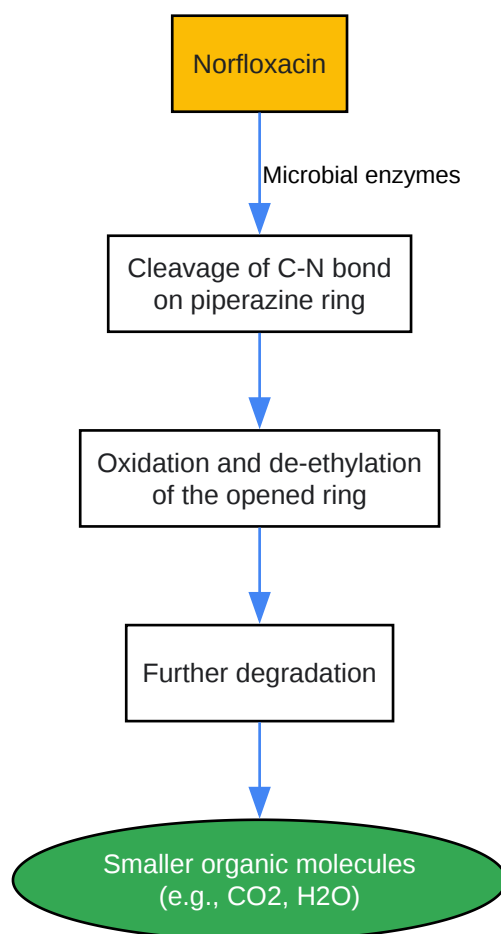 Norfloxacin
Microbial enzymes
Cleavage of C-N bond
on piperazine ring
Oxidation and de-ethylation
of the opened ring
Further degradation
Smaller organic molecules
(e.g., CO2, H2O)